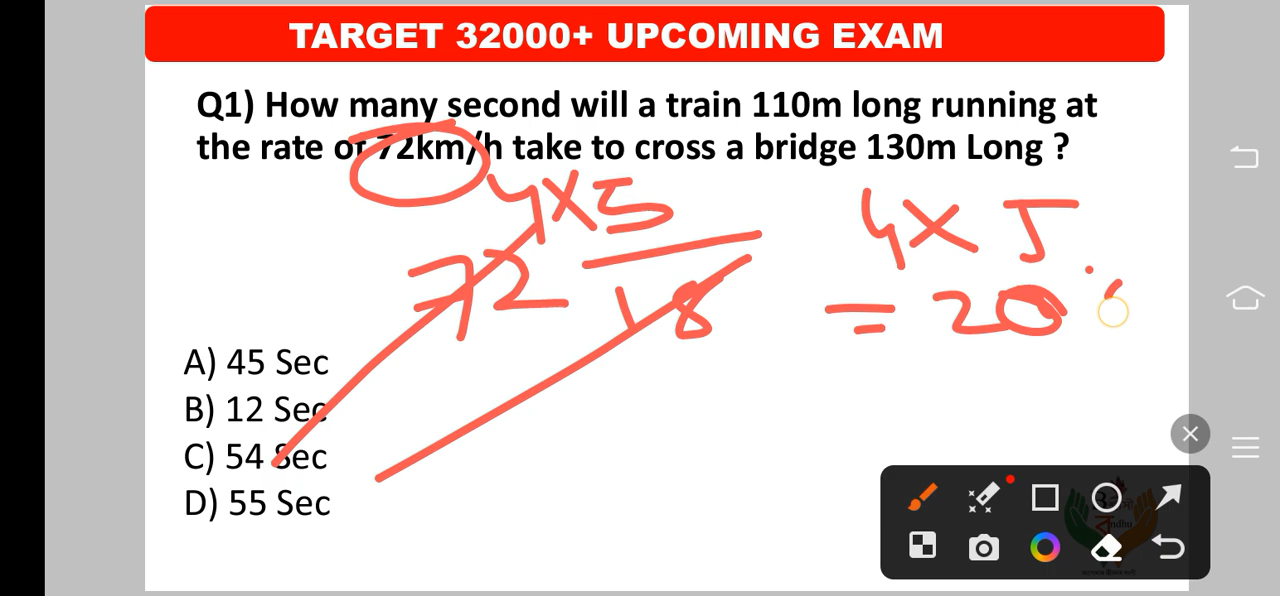 TARGET 32000+ UPCOMING EXAM
Q1) How many second will a train 110m long running at
the rate of 72km/h take to cross a bridge 130m Long ?
4×5
72 18
4×5
= 20
A) 45 Sec
B) 12 Sec
C) 54 Sec
D) 55 Sec